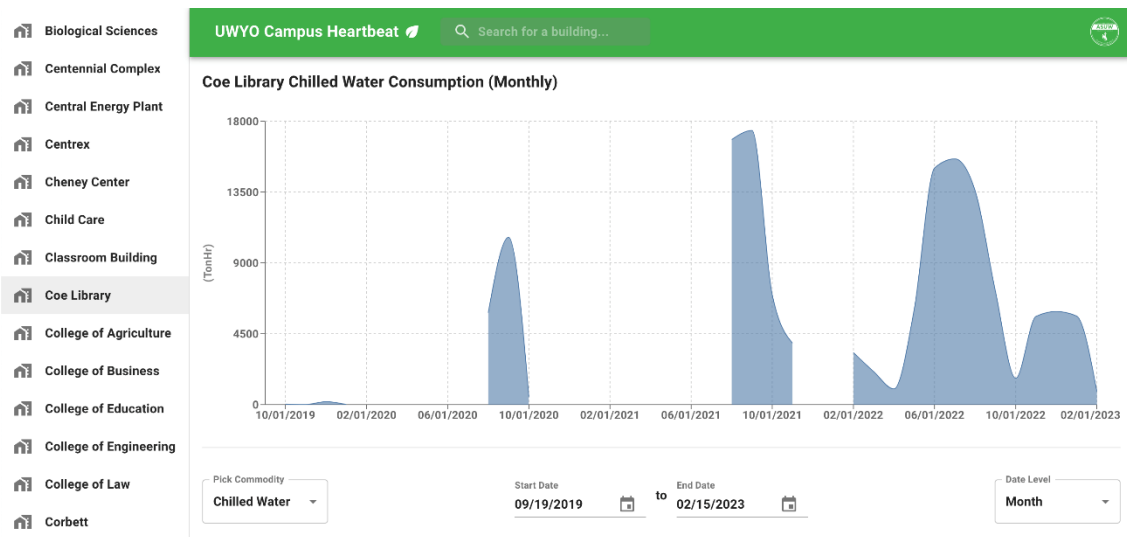 Biological Sciences
Centennial Complex
Central Energy Plant
Centrex
Cheney Center
Child Care
Classroom Building
Coe Library
College of Agriculture
College of Business
College of Education
College of Engineering
College of Law
Corbett
UWYO Campus Heartbeat
Search for a building...
ASUW
Coe Library Chilled Water Consumption (Monthly)
(TonHr)
18000
13500
9000
4500
0
10/01/2019 02/01/2020 06/01/2020 10/01/2020 02/01/2021 06/01/2021 10/01/2021 02/01/2022 06/01/2022 10/01/2022 02/01/2023
Pick Commodity
Chilled Water
Start Date
09/19/2019
to
End Date
02/15/2023
Date Level
Month